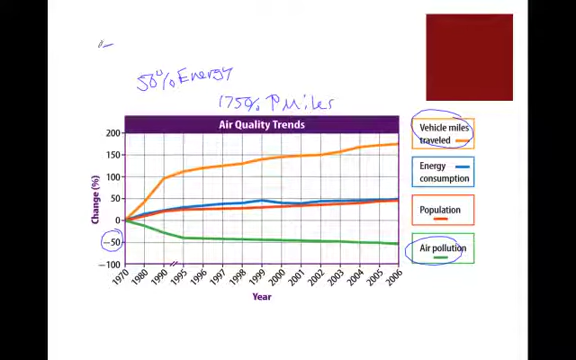 50% Energy
175% ↑ Miles
Air Quality Trends
Change (%)
200
150
100
50
0
−50
−100
1970
1980
1990
1995
1996
1997
1998
1999
2000
2001
2002
2003
2004
2005
2006
Year
Vehicle miles
traveled
Energy
consumption
Population
Air pollution